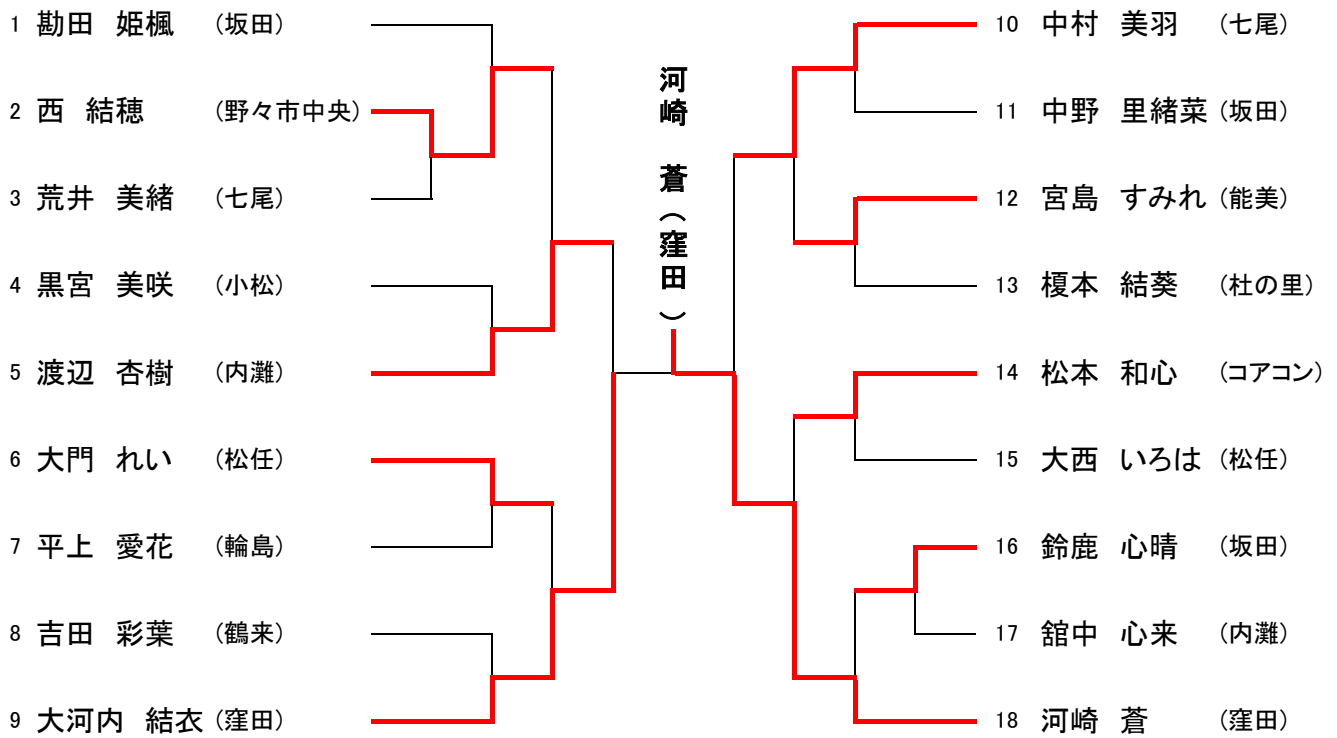 1 勘田 姫楓 (坂田)
2 西 結穂 (野々市中央)
3 荒井 美緒 (七尾)
4 黒宮 美咲 (小松)
5 渡辺 杏樹 (内灘)
6 大門 れい (松任)
7 平上 愛花 (輪島)
8 吉田 彩葉 (鶴来)
9 大河内 結衣 (窪田)
河崎 蒼(窪田)
10 中村 美羽 (七尾)
11 中野 里緒菜 (坂田)
12 宮島 すみれ (能美)
13 榎本 結葵 (杜の里)
14 松本 和心 (コアコン)
15 大西 いろは (松任)
16 鈴鹿 心晴 (坂田)
17 舘中 心来 (内灘)
18 河崎 蒼 (窪田)